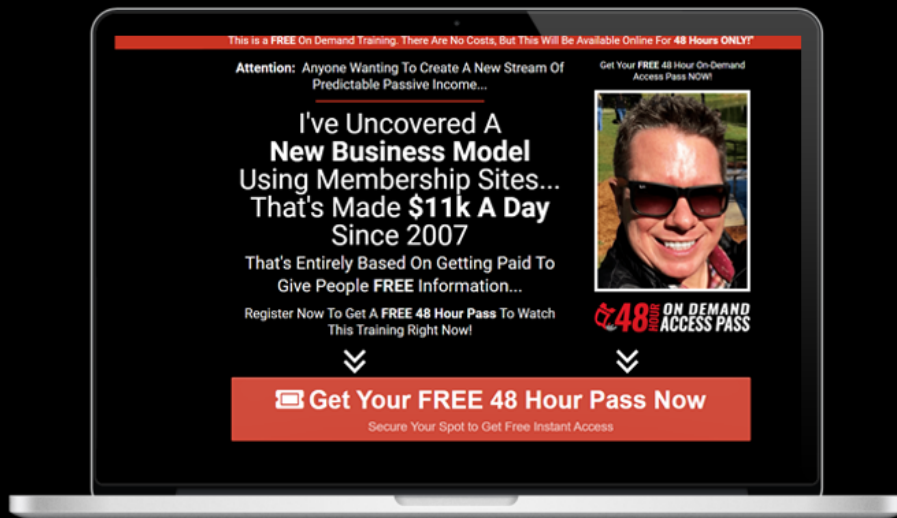 This is a FREE On Demand Training. There Are No Costs, But This Will Be Available Online For 48 Hours ONLY!"
Attention: Anyone Wanting To Create A New Stream Of
Predictable Passive Income...
I've Uncovered A
New Business Model
Using Membership Sites...
That's Made $11k A Day
Since 2007
That's Entirely Based On Getting Paid To
Give People FREE Information...
Register Now To Get A FREE 48 Hour Pass To Watch
This Training Right Now!
Get Your FREE 48 Hour On-Demand
Access Pass NOW!
48 HOUR ON DEMAND
ACCESS PASS
Get Your FREE 48 Hour Pass Now
Secure Your Spot to Get Free Instant Access